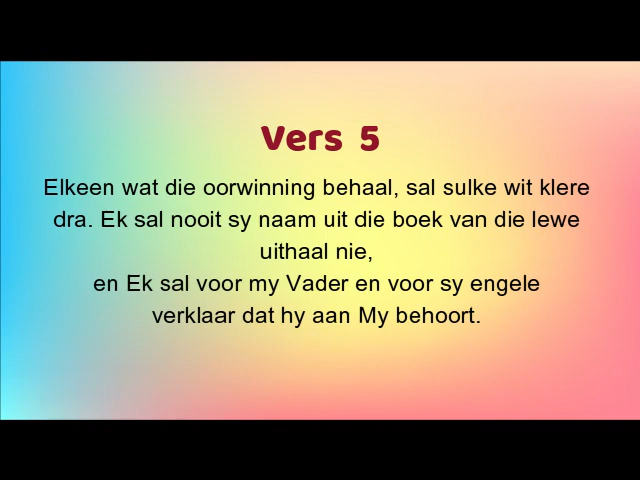 Vers 5
Elkeen wat die oorwinning behaal, sal sulke wit klere
dra. Ek sal nooit sy naam uit die boek van die lewe
uithaal nie,
en Ek sal voor my Vader en voor sy engele
verklaar dat hy aan My behoort.